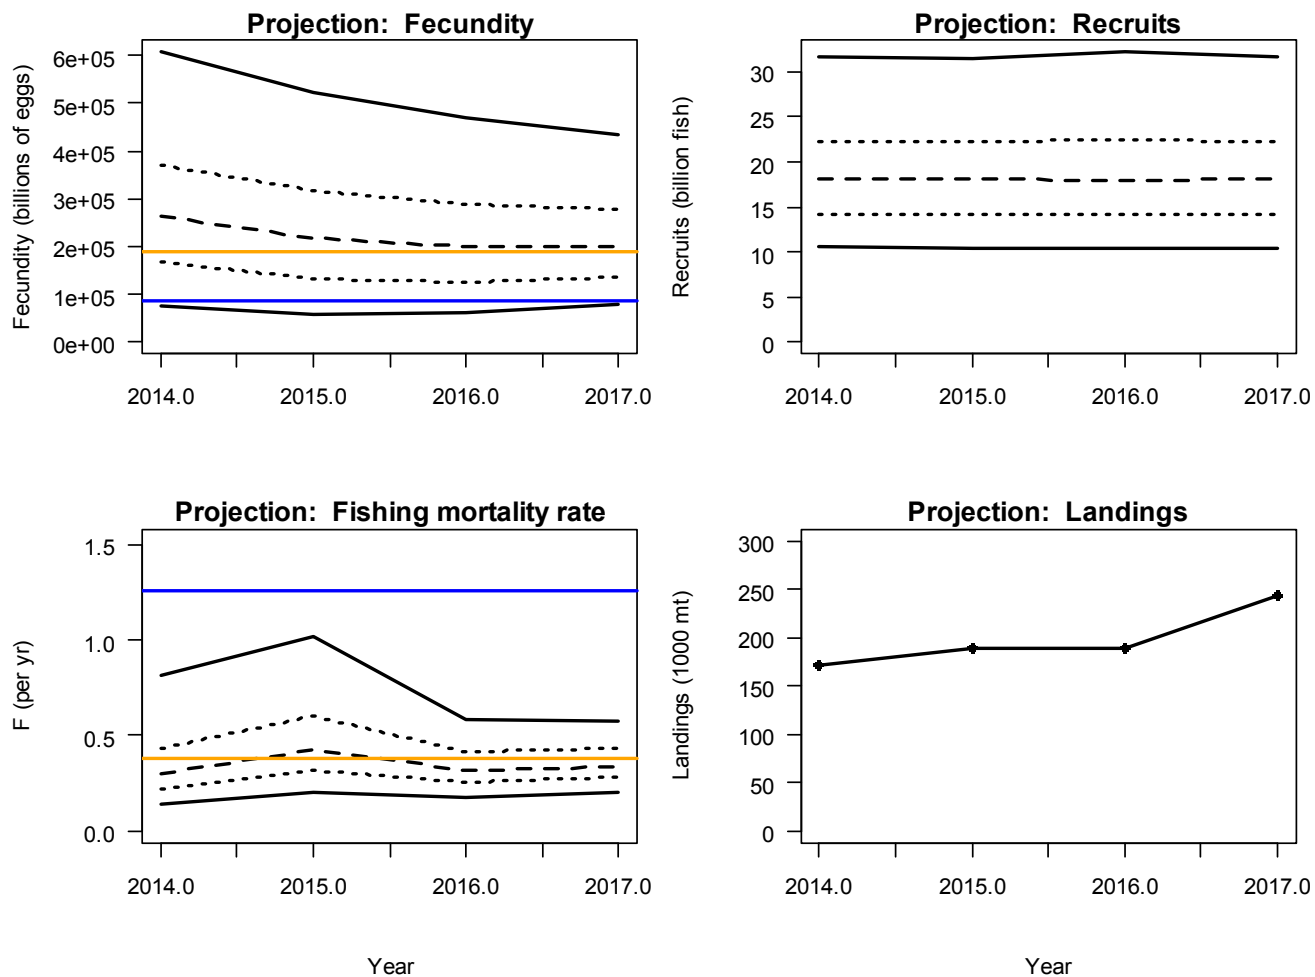 Projection: Fecundity
Fecundity (billions of eggs)
6e+05
5e+05
4e+05
3e+05
2e+05
1e+05
0e+00
2014.0 2015.0 2016.0 2017.0
Projection: Recruits
Recruits (billion fish)
30
25
20
15
10
5
0
2014.0 2015.0 2016.0 2017.0
Projection: Fishing mortality rate
F (per yr)
1.5
1.0
0.5
0.0
2014.0 2015.0 2016.0 2017.0
Year
Projection: Landings
Landings (1000 mt)
300
250
200
150
100
50
0
2014.0 2015.0 2016.0 2017.0
Year